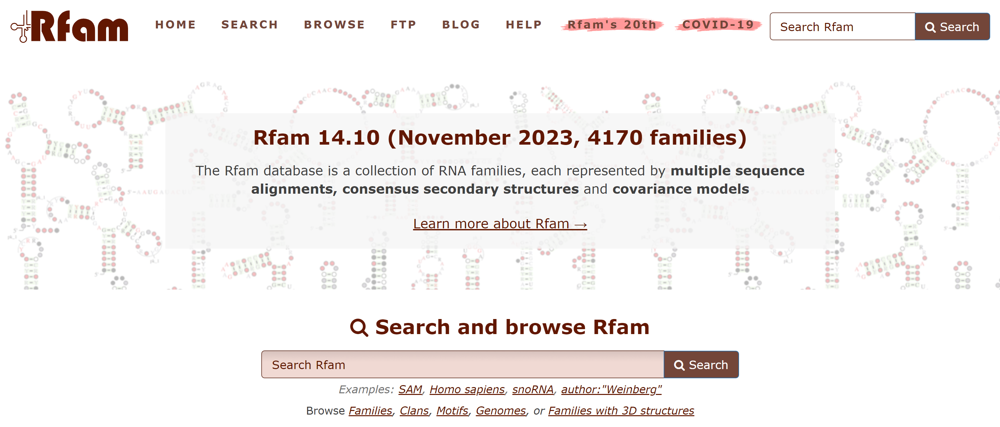 Rfam
HOME SEARCH BROWSE FTP BLOG HELP Rfam's 20th COVID-19
Search Rfam Search
Rfam 14.10 (November 2023, 4170 families)
The Rfam database is a collection of RNA families, each represented by multiple sequence
alignments, consensus secondary structures and covariance models
Learn more about Rfam →
Search and browse Rfam
Search Rfam Search
Examples: SAM, Homo sapiens, snoRNA, author:"Weinberg"
Browse Families, Clans, Motifs, Genomes, or Families with 3D structures